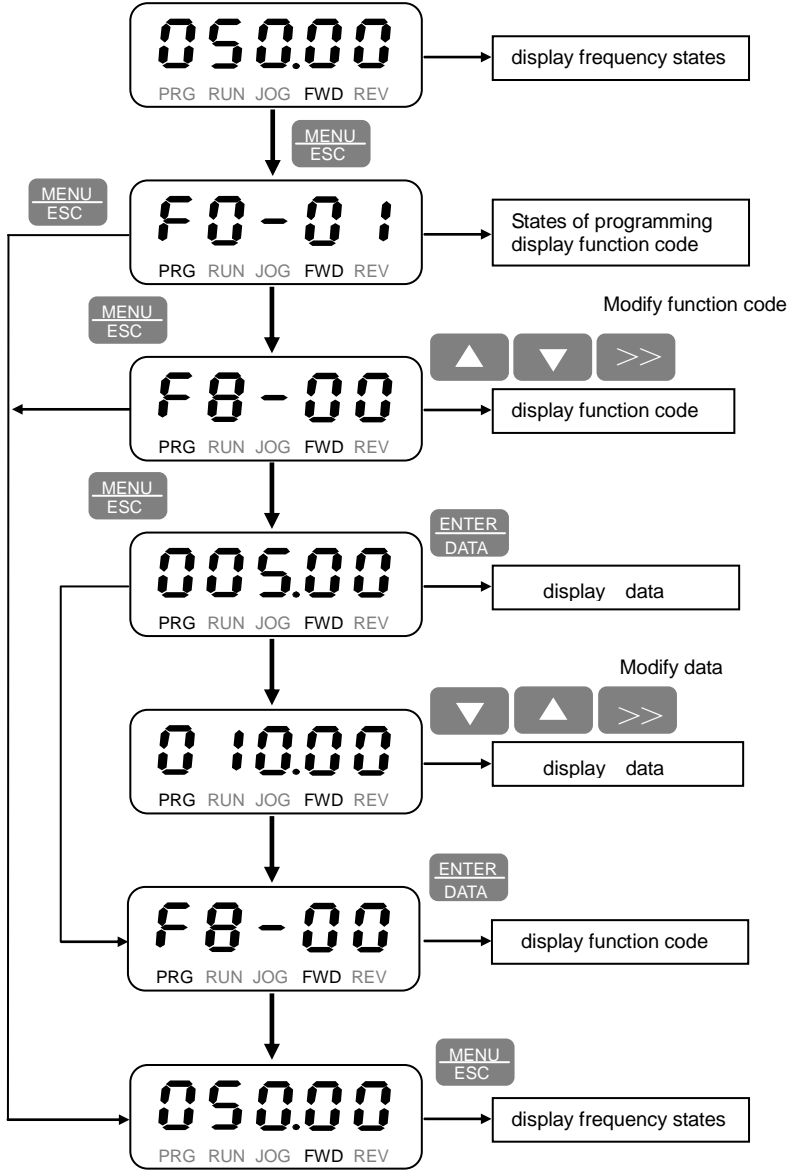 050.00
display frequency states
PRG RUN JOG FWD REV
MENU
ESC
MENU
ESC
F0-01
States of programming
display function code
PRG RUN JOG FWD REV
Modify function code
MENU
ESC
>>
F8-00
display function code
PRG RUN JOG FWD REV
MENU
ESC
ENTER
DATA
005.00
display data
PRG RUN JOG FWD REV
Modify data
>>
010.00
display data
PRG RUN JOG FWD REV
ENTER
DATA
F8-00
display function code
PRG RUN JOG FWD REV
MENU
ESC
050.00
display frequency states
PRG RUN JOG FWD REV